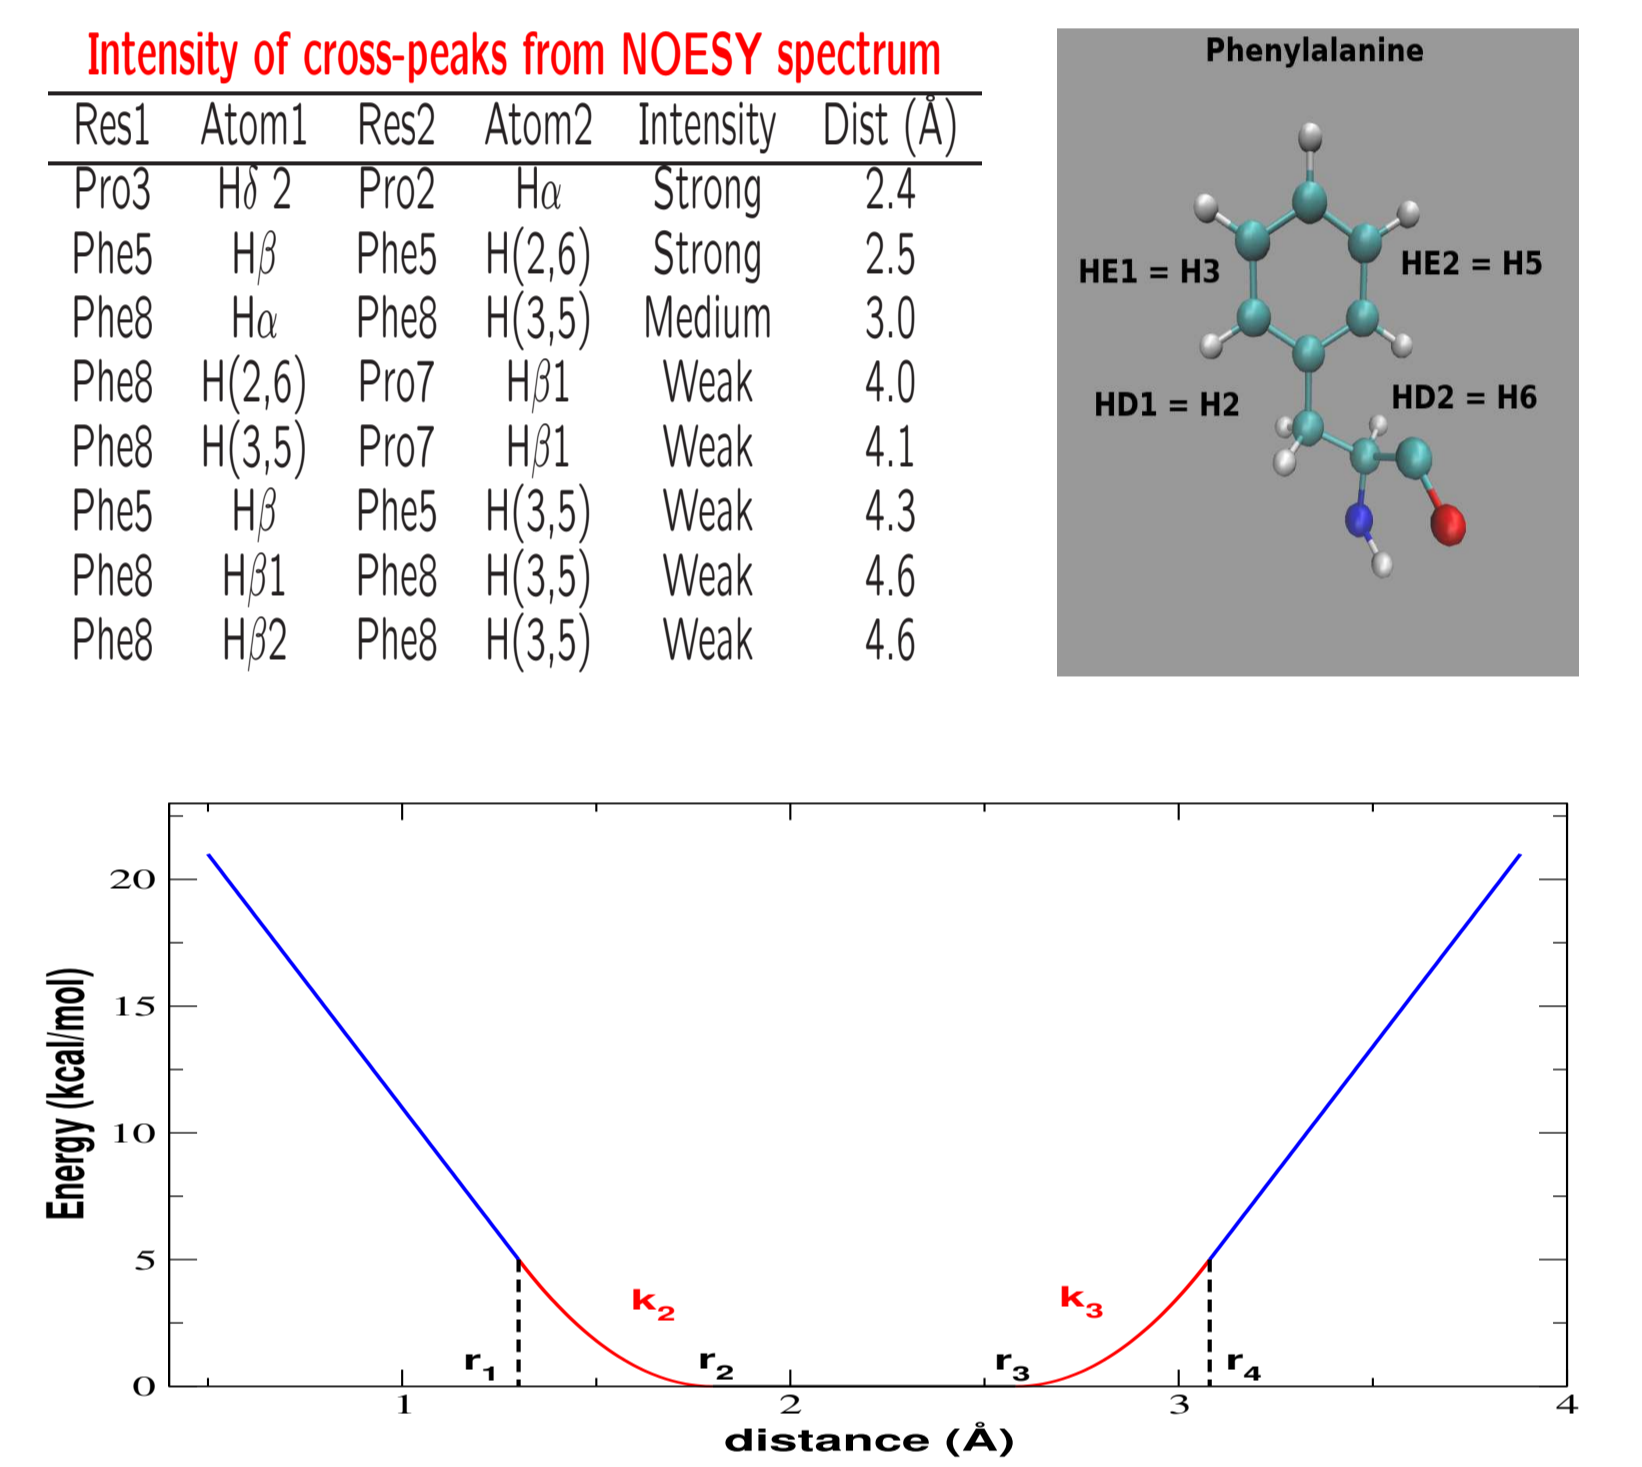 Intensity of cross-peaks from NOESY spectrum
Res1 Atom1 Res2 Atom2 Intensity Dist (Å)
Pro3 Hδ 2 Pro2 Hα Strong 2.4
Phe5 Hβ Phe5 H(2,6) Strong 2.5
Phe8 Hα Phe8 H(3,5) Medium 3.0
Phe8 H(2,6) Pro7 Hβ1 Weak 4.0
Phe8 H(3,5) Pro7 Hβ1 Weak 4.1
Phe5 Hβ Phe5 H(3,5) Weak 4.3
Phe8 Hβ1 Phe8 H(3,5) Weak 4.6
Phe8 Hβ2 Phe8 H(3,5) Weak 4.6
Phenylalanine
HE1 = H3
HE2 = H5
HD1 = H2
HD2 = H6
Energy (kcal/mol)
20
15
10
5
0
k₂
k₃
r₁
r₂
r₃
r₄
1 2 3 4
distance (Å)